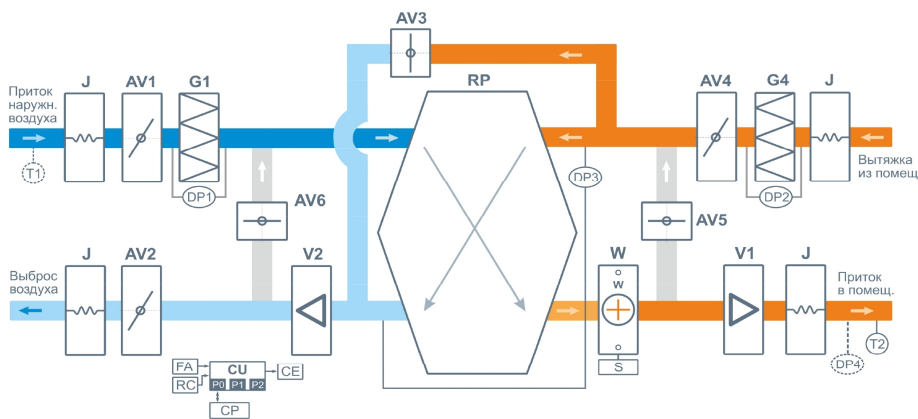 AV3
RP
J
AV1
G1
AV4
G4
J
Приток
наружн.
воздуха
T1
DP1
DP3
DP2
Вытяжка
из помещ
AV6
AV5
J
AV2
V2
W
w
V1
J
Выброс
воздуха
Приток
в помещ.
DP4
T2
S
FA
RC
CU
P0 P1 P2
CE
CP